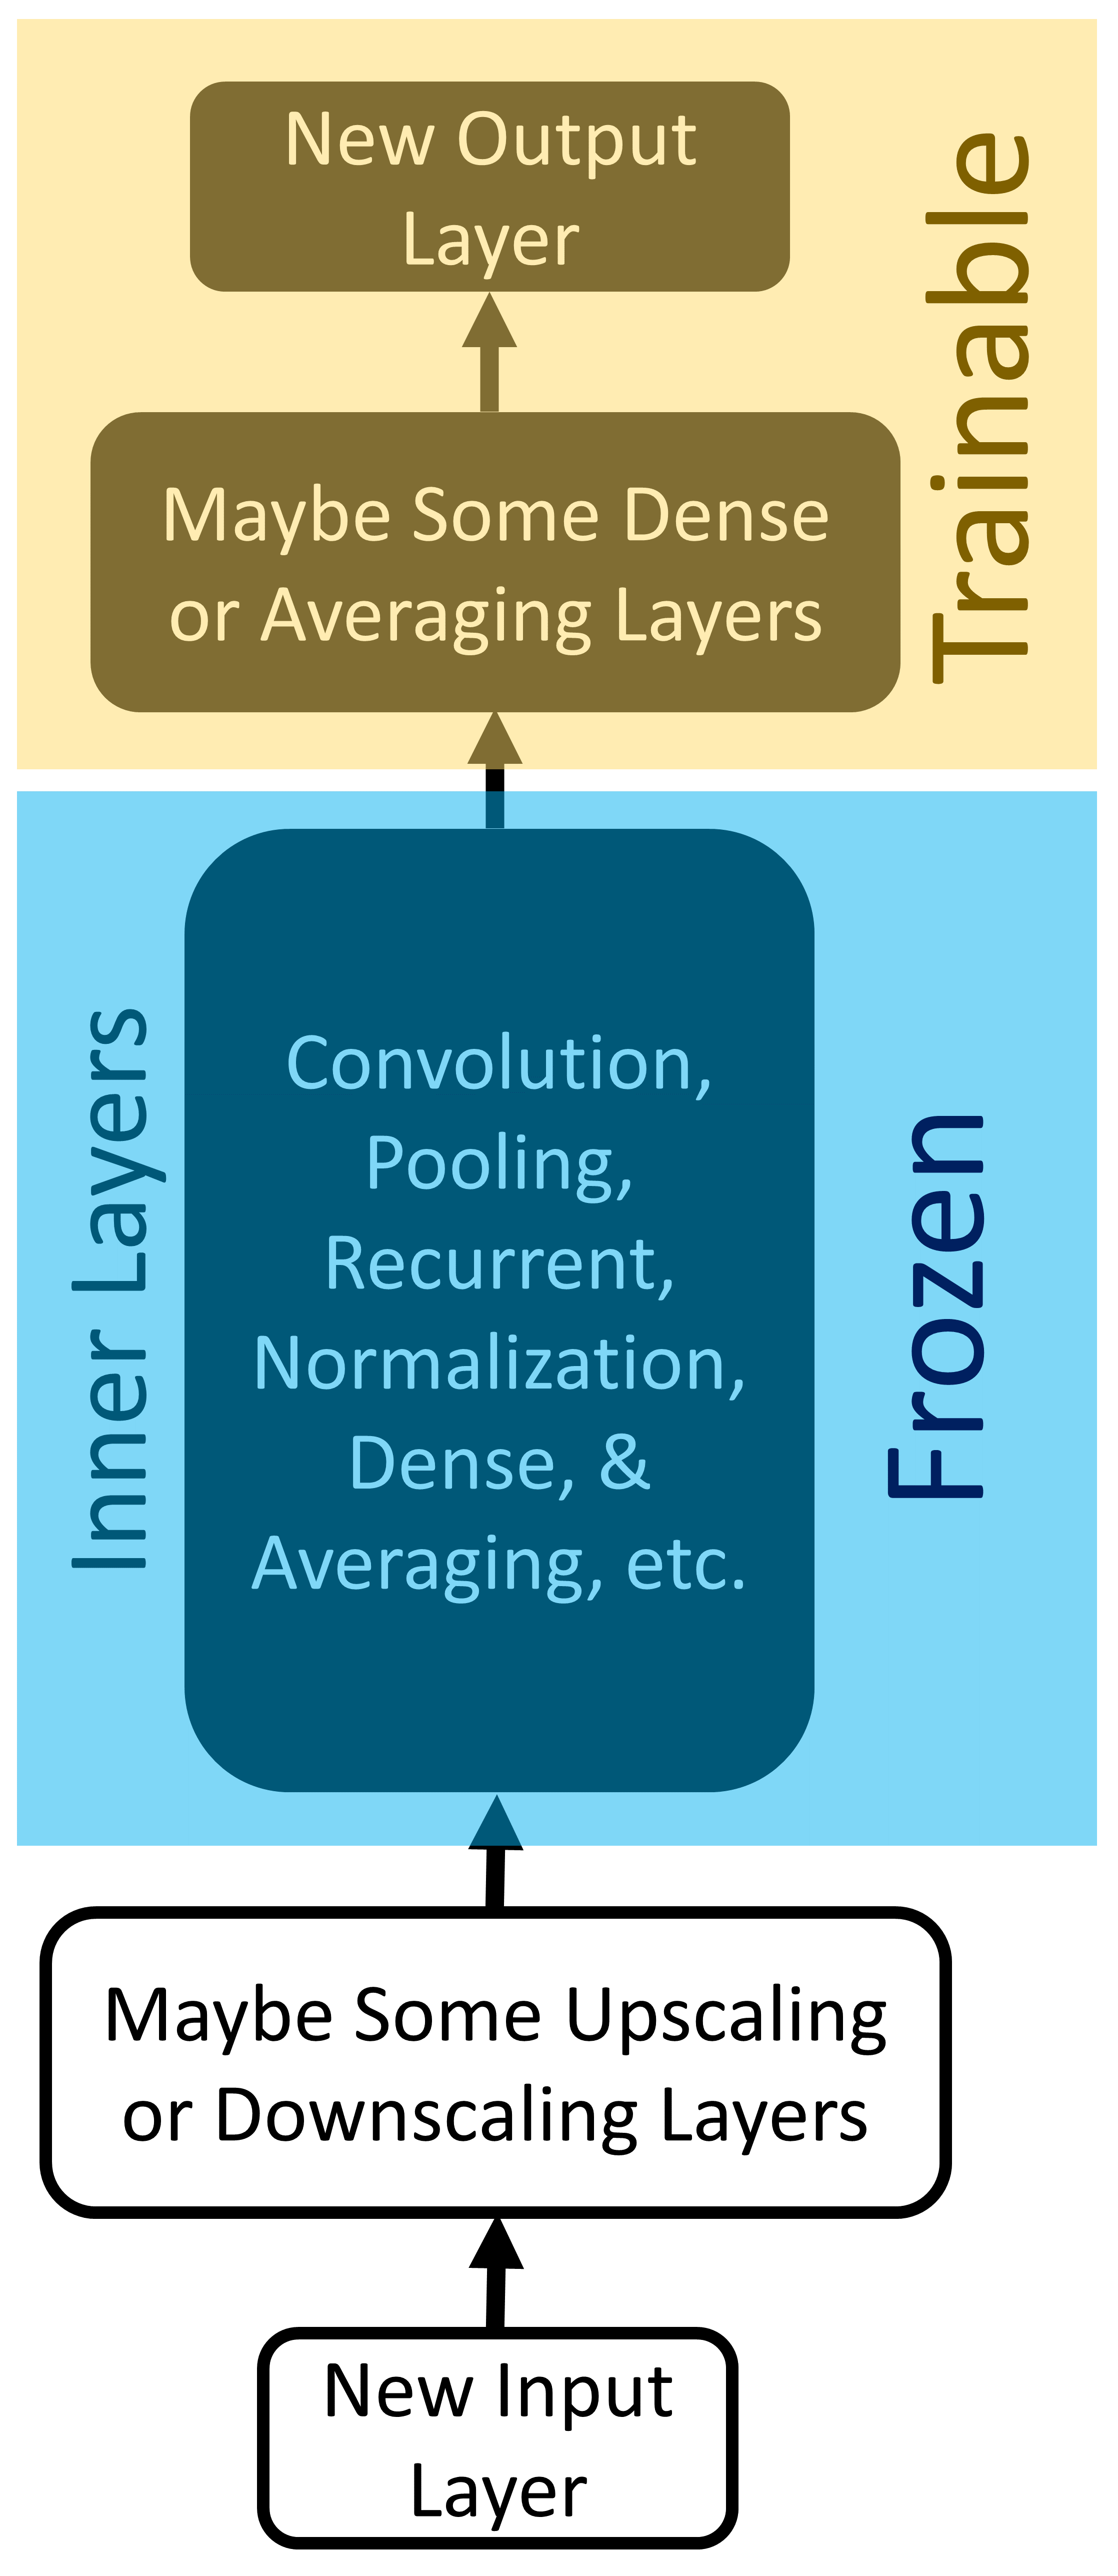 New Output
Layer
Trainable
Maybe Some Dense
or Averaging Layers
Inner Layers
Convolution,
Pooling,
Recurrent,
Normalization,
Dense, &
Averaging, etc.
Frozen
Maybe Some Upscaling
or Downscaling Layers
New Input
Layer